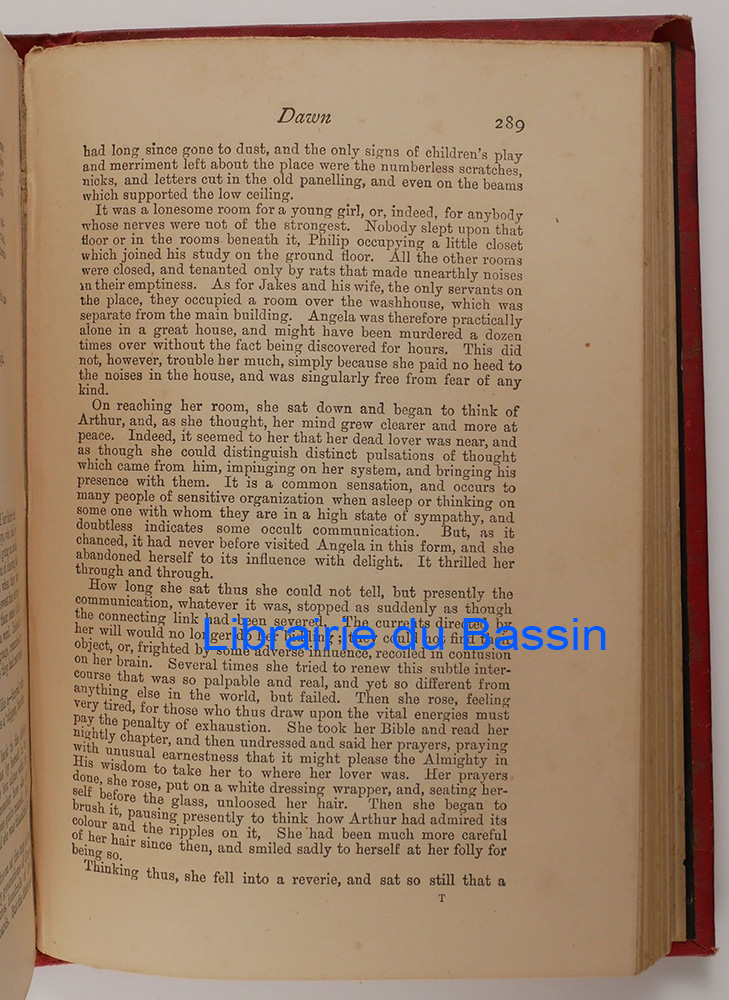 Dawn
289
had long since gone to dust, and the only signs of children's play
and merriment left about the place were the numberless scratches,
nicks, and letters cut in the old panelling, and even on the beams
which supported the low ceiling.
It was a lonesome room for a young girl, or, indeed, for anybody
whose nerves were not of the strongest. Nobody slept upon that
floor or in the rooms beneath it, Philip occupying a little closet
which joined his study on the ground floor. All the other rooms
were closed, and tenanted only by rats that made unearthly noises
in their emptiness. As for Jakes and his wife, the only servants on
the place, they occupied a room over the washhouse, which was
separate from the main building. Angela was therefore practically
alone in a great house, and might have been murdered a dozen
times over without the fact being discovered for hours. This did
not, however, trouble her much, simply because she paid no heed to
the noises in the house, and was singularly free from fear of any
kind.
On reaching her room, she sat down and began to think of
Arthur, and, as she thought, her mind grew clearer and more at
peace. Indeed, it seemed to her that her dead lover was near, and
as though she could distinguish distinct pulsations of thought
which came from him, impinging on her system, and bringing his
presence with them. It is a common sensation, and occurs to
many people of sensitive organization when asleep or thinking on
some one with whom they are in a high state of sympathy, and
doubtless indicates some occult communication. But, as it
chanced, it had never before visited Angela in this form, and she
abandoned herself to its influence with delight. It thrilled her
through and through.
How long she sat thus she could not tell, but presently the
communication, whatever it was, stopped as suddenly as though
the connecting link had been severed. The currents directed by
her will would no longer do her bidding; they could not find their
Librairie du Bassin
object, or, frighted by some adverse influence, recoiled in confusion
on her brain. Several times she tried to renew this subtle inter-
course that was so palpable and real, and yet so different from
anything else in the world, but failed. Then she rose, feeling
very tired, for those who thus draw upon the vital energies must
pay the penalty of exhaustion. She took her Bible and read her
nightly chapter, and then undressed and said her prayers, praying
with unusual earnestness that it might please the Almighty in
His wisdom to take her to where her lover was. Her prayers
done, she rose, put on a white dressing wrapper, and, seating her-
self before the glass, unloosed her hair. Then she began to
brush it, pausing presently to think how Arthur had admired its
colour and the ripples on it, She had been much more careful
of her hair since then, and smiled sadly to herself at her folly for
being so.
Thinking thus, she fell into a reverie, and sat so still that a
T